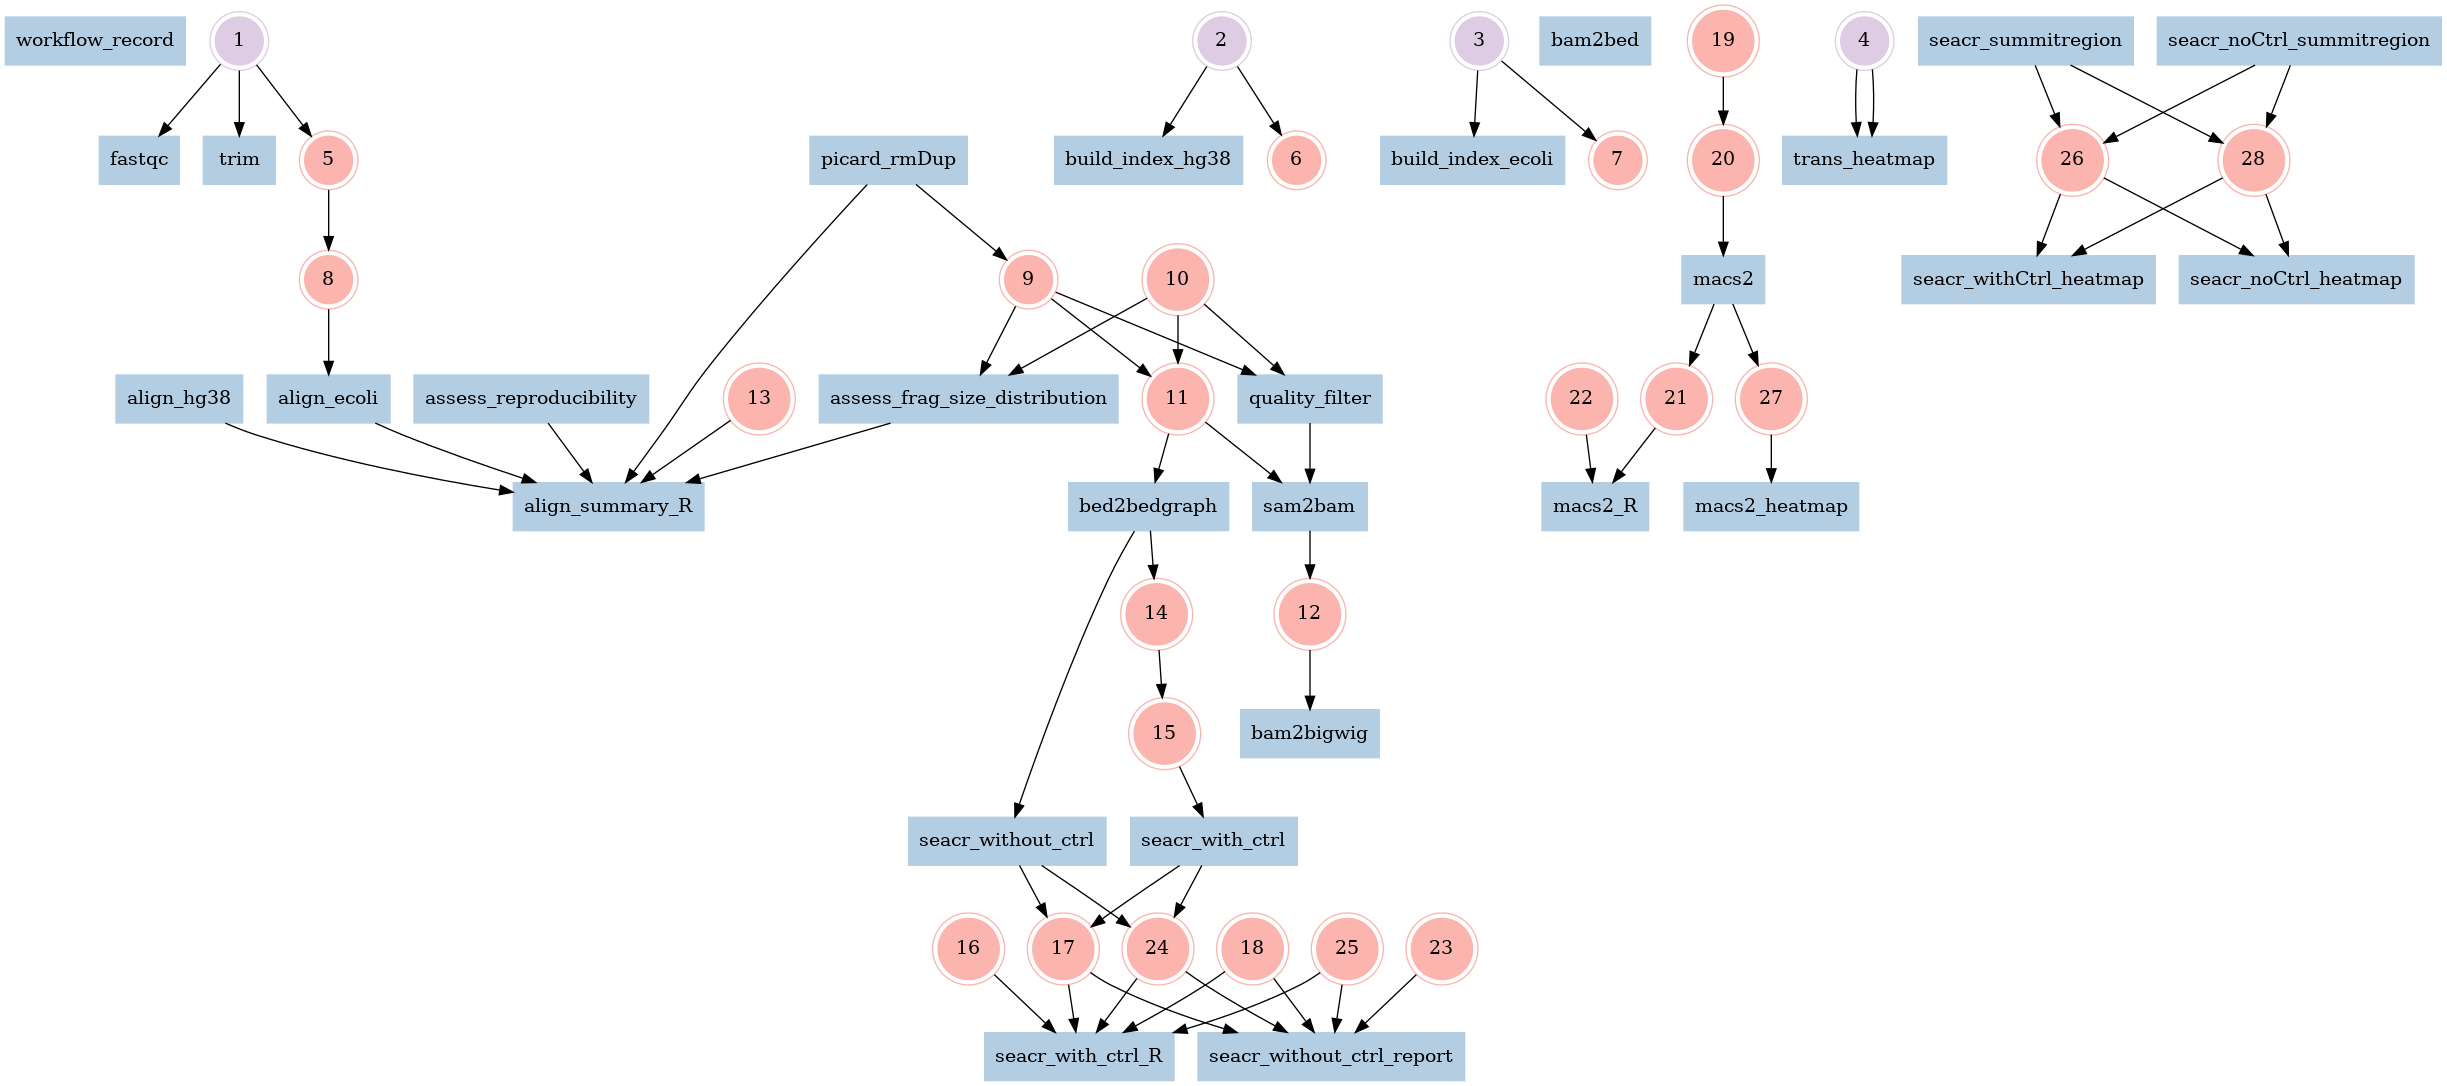 workflow_record
1
2
3
bam2bed
19
4
seacr_summitregion
seacr_noCtrl_summitregion
fastqc
trim
5
picard_rmDup
build_index_hg38
6
build_index_ecoli
7
20
trans_heatmap
26
28
8
9
10
macs2
seacr_withCtrl_heatmap
seacr_noCtrl_heatmap
align_hg38
align_ecoli
assess_reproducibility
13
assess_frag_size_distribution
11
quality_filter
22
21
27
align_summary_R
bed2bedgraph
sam2bam
macs2_R
macs2_heatmap
14
12
15
bam2bigwig
seacr_without_ctrl
seacr_with_ctrl
16
17
24
18
25
23
seacr_with_ctrl_R
seacr_without_ctrl_report